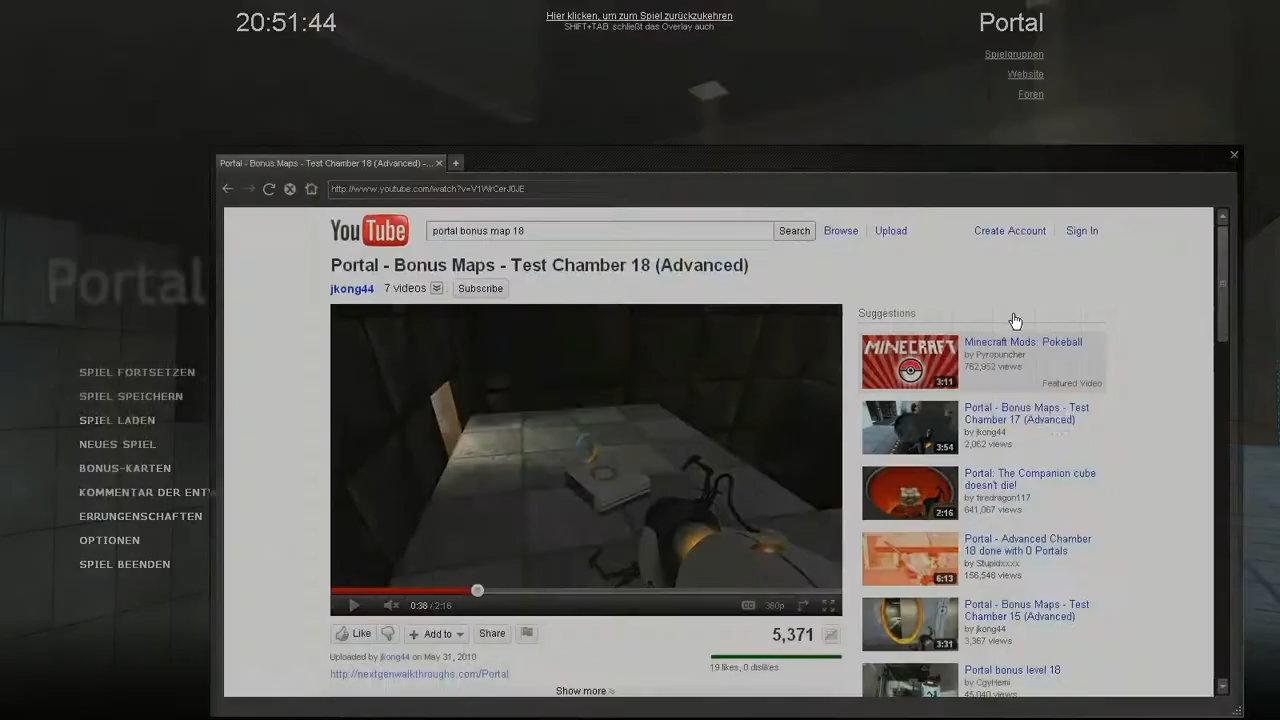 20:51:44
Hier klicken, um zum Spiel zurückzukehren
SHIFT+TAB schließt das Overlay auch
Portal
Spielgruppen
Website
Foren
Portal - Bonus Maps - Test Chamber 18 (Advanced) -...
http://www.youtube.com/watch?v=V1WrCerJ0JE
YouTube
portal bonus map 18
Search
Browse
Upload
Create Account
Sign In
Portal - Bonus Maps - Test Chamber 18 (Advanced)
jkong44 7 videos
Subscribe
Portal
SPIEL FORTSETZEN
SPIEL SPEICHERN
SPIEL LADEN
NEUES SPIEL
BONUS-KARTEN
KOMMENTAR DER ENTW
ERRUNGENSCHAFTEN
OPTIONEN
SPIEL BEENDEN
0:38 / 2:16
CC
360p
Like
Add to
Share
5,371
Uploaded by jkong44 on May 31, 2010
19 likes, 0 dislikes
http://nextgenwalkthroughs.com/Portal
Show more
Suggestions
MINECRAFT
3:11
Minecraft Mods: Pokeball
by Pyropuncher
762,952 views
Featured Video
3:54
Portal - Bonus Maps - Test
Chamber 17 (Advanced)
by jkong44
2,062 views
2:16
Portal: The Companion cube
doesn't die!
by tiredragon117
641,067 views
6:13
Portal - Advanced Chamber
18 done with 0 Portals
by Stupidxxxx
156,548 views
3:31
Portal - Bonus Maps - Test
Chamber 15 (Advanced)
by jkong44
3,367 views
Portal bonus level 18
by CgyHemi
45,040 views